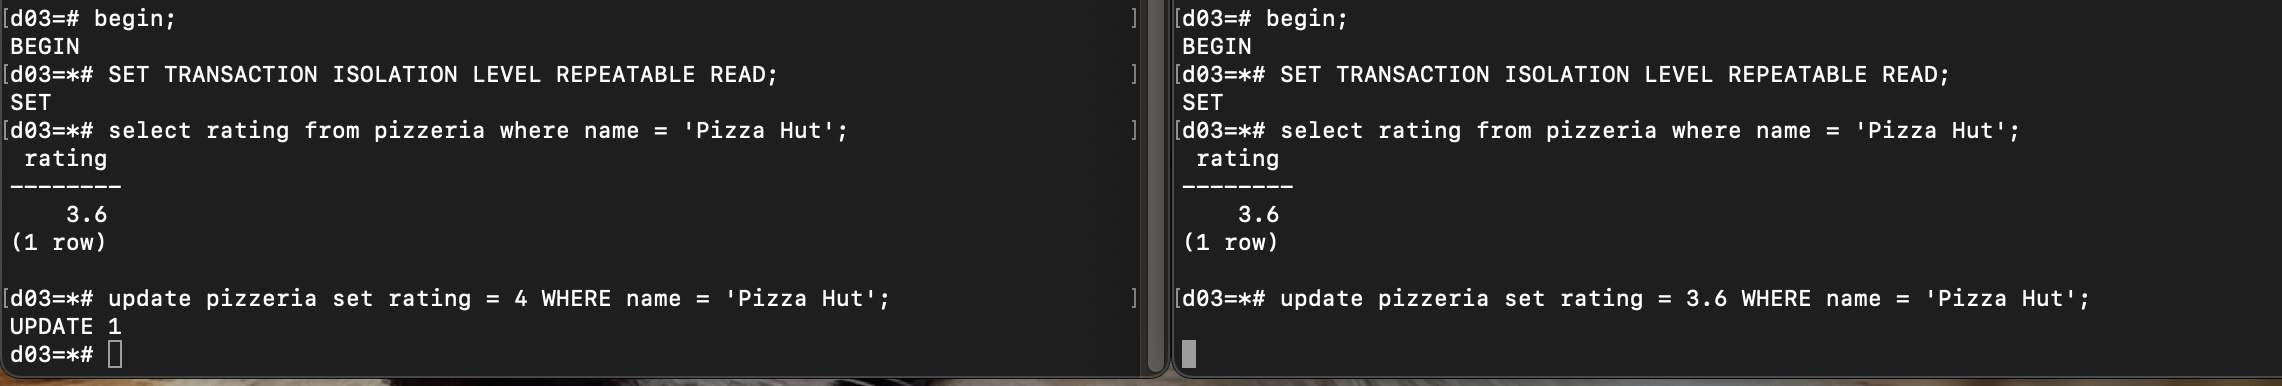 [d03=# begin; ]
BEGIN
[d03=*# SET TRANSACTION ISOLATION LEVEL REPEATABLE READ; ]
SET
[d03=*# select rating from pizzeria where name = 'Pizza Hut'; ]
rating
--------
3.6
(1 row)
[d03=*# update pizzeria set rating = 4 WHERE name = 'Pizza Hut'; ]
UPDATE 1
d03=*#
[d03=# begin;
BEGIN
[d03=*# SET TRANSACTION ISOLATION LEVEL REPEATABLE READ;
SET
[d03=*# select rating from pizzeria where name = 'Pizza Hut';
rating
--------
3.6
(1 row)
[d03=*# update pizzeria set rating = 3.6 WHERE name = 'Pizza Hut';